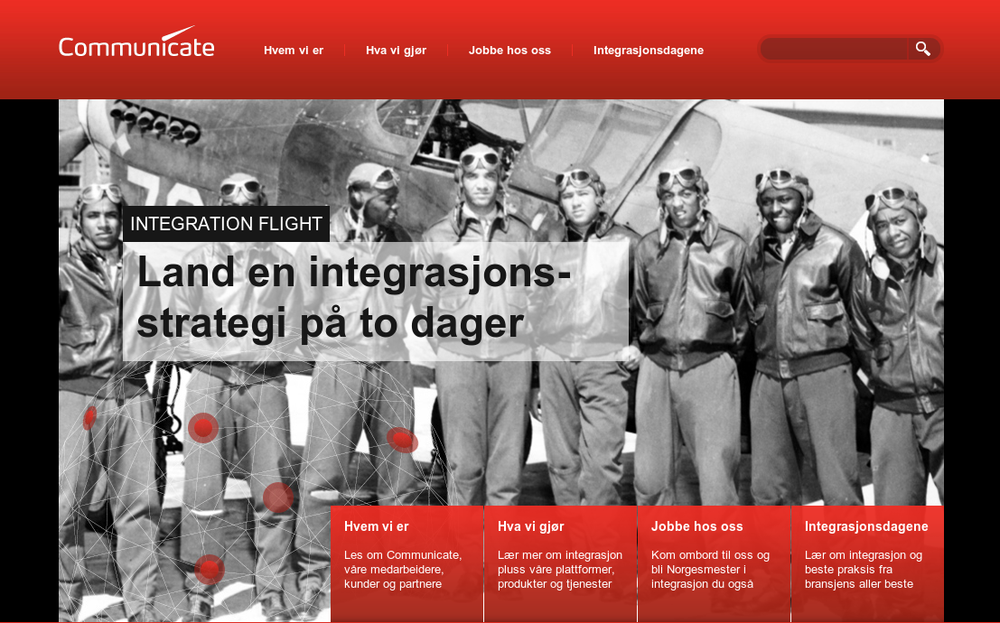 Communicate
Hvem vi er
Hva vi gjør
Jobbe hos oss
Integrasjonsdagene
INTEGRATION FLIGHT
Land en integrasjons-
strategi på to dager
Hvem vi er
Les om Communicate,
våre medarbeidere,
kunder og partnere
Hva vi gjør
Lær mer om integrasjon
pluss våre plattformer,
produkter og tjenester
Jobbe hos oss
Kom ombord til oss og
bli Norgesmester i
integrasjon du også
Integrasjonsdagene
Lær om integrasjon og
beste praksis fra
bransjens aller beste